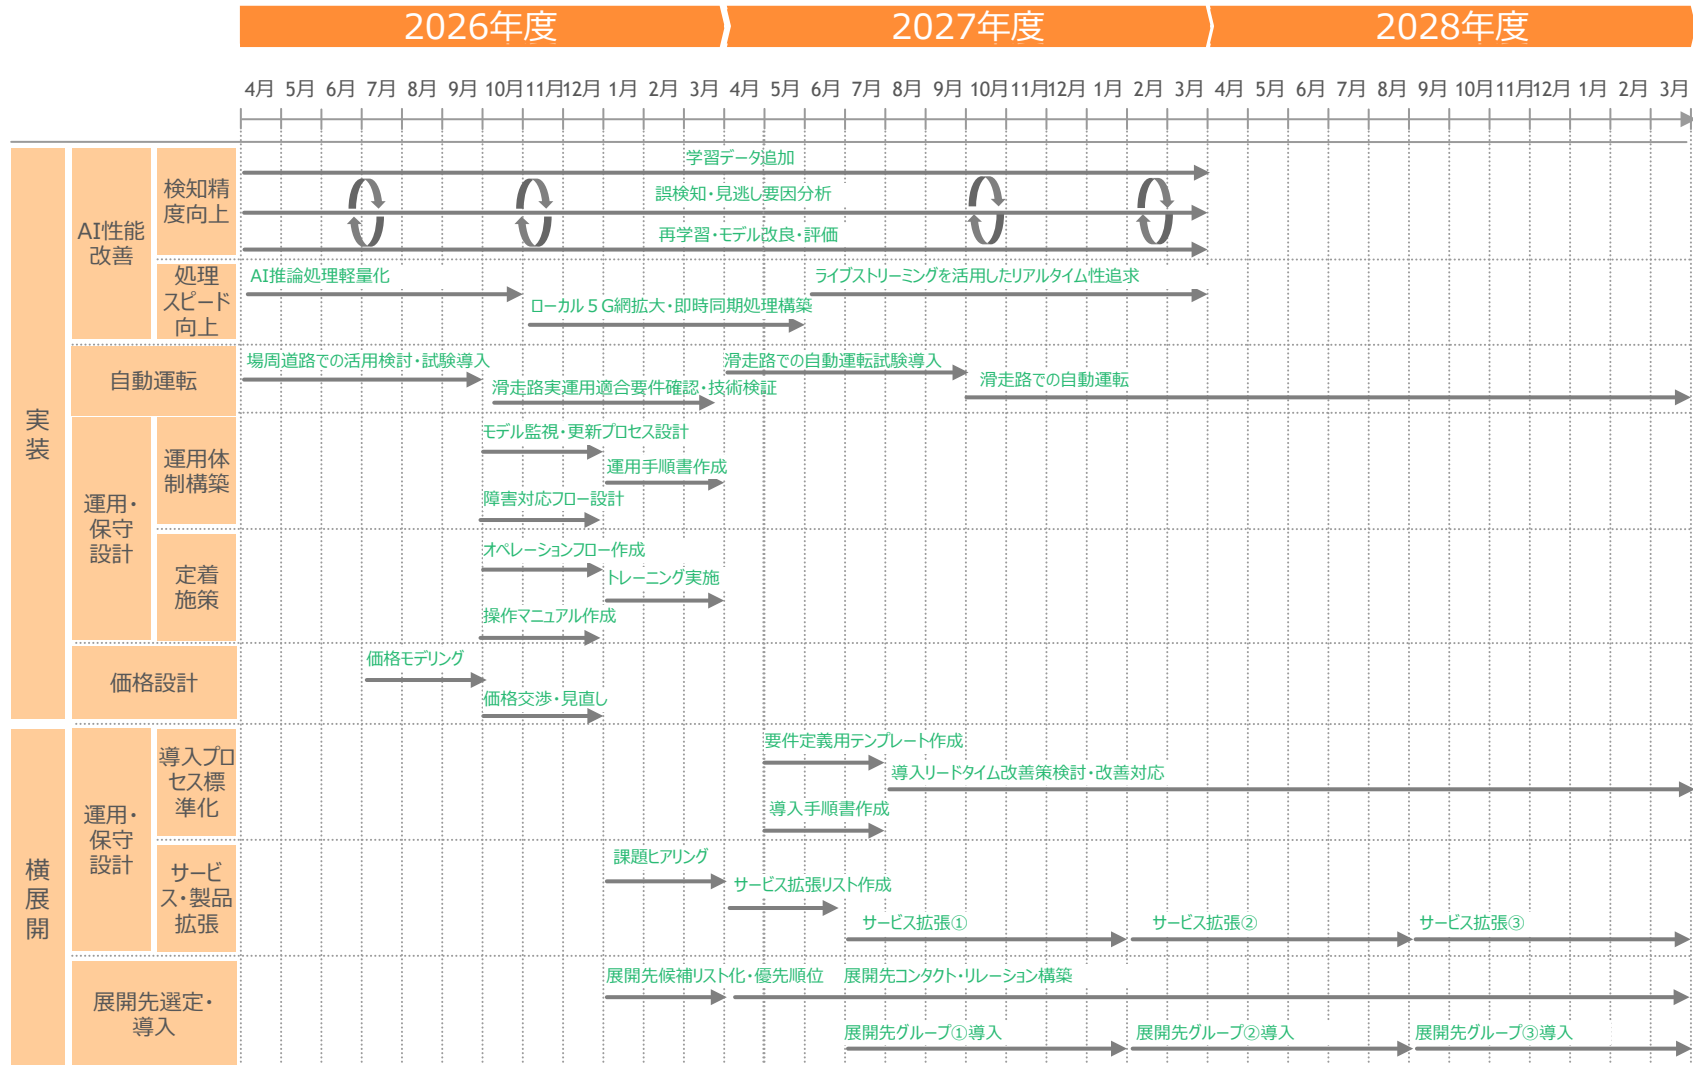 2026年度 2027年度 2028年度
4月 5月 6月 7月 8月 9月 10月 11月 12月 1月 2月 3月 4月 5月 6月 7月 8月 9月 10月 11月 12月 1月 2月 3月 4月 5月 6月 7月 8月 9月 10月 11月 12月 1月 2月 3月
実装
AI性能
改善
検知精
度向上
学習データ追加
誤検知・見逃し要因分析
再学習・モデル改良・評価
処理
スピード
向上
AI推論処理軽量化
ローカル５G網拡大・即時同期処理構築
ライブストリーミングを活用したリアルタイム性追求
自動運転
場周道路での活用検討・試験導入
滑走路実運用適合要件確認・技術検証
滑走路での自動運転試験導入
滑走路での自動運転
運用・
保守
設計
運用体
制構築
モデル監視・更新プロセス設計
運用手順書作成
障害対応フロー設計
定着
施策
オペレーションフロー作成
トレーニング実施
操作マニュアル作成
価格設計
価格モデリング
価格交渉・見直し
横展開
運用・
保守
設計
導入プロ
セス標
準化
要件定義用テンプレート作成
導入リードタイム改善策検討・改善対応
導入手順書作成
サービ
ス・製品
拡張
課題ヒアリング
サービス拡張リスト作成
サービス拡張①
サービス拡張②
サービス拡張③
展開先選定・
導入
展開先候補リスト化・優先順位
展開先コンタクト・リレーション構築
展開先グループ①導入
展開先グループ②導入
展開先グループ③導入